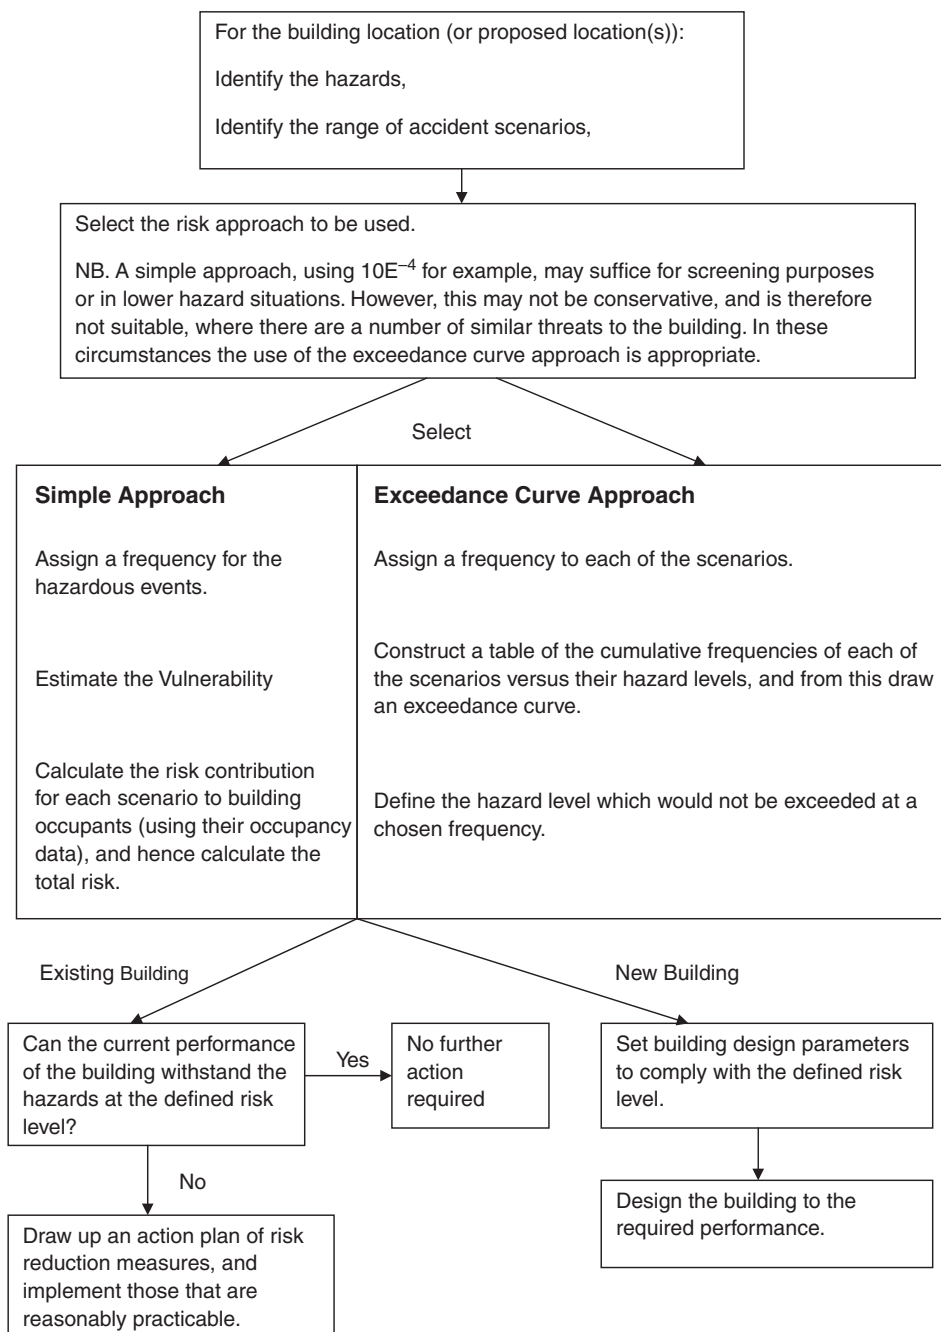 For the building location (or proposed location(s)):
Identify the hazards,
Identify the range of accident scenarios,
Select the risk approach to be used.
NB. A simple approach, using 10E⁻⁴ for example, may suffice for screening purposes
or in lower hazard situations. However, this may not be conservative, and is therefore
not suitable, where there are a number of similar threats to the building. In these
circumstances the use of the exceedance curve approach is appropriate.
Select
Simple Approach
Assign a frequency for the
hazardous events.
Estimate the Vulnerability
Calculate the risk contribution
for each scenario to building
occupants (using their occupancy
data), and hence calculate the
total risk.
Exceedance Curve Approach
Assign a frequency to each of the scenarios.
Construct a table of the cumulative frequencies of each of
the scenarios versus their hazard levels, and from this draw
an exceedance curve.
Define the hazard level which would not be exceeded at a
chosen frequency.
Existing Building
New Building
Can the current performance
of the building withstand the
hazards at the defined risk
level?
Yes
No further
action
required
Set building design parameters
to comply with the defined risk
level.
No
Draw up an action plan of risk
reduction measures, and
implement those that are
reasonably practicable.
Design the building to the
required performance.